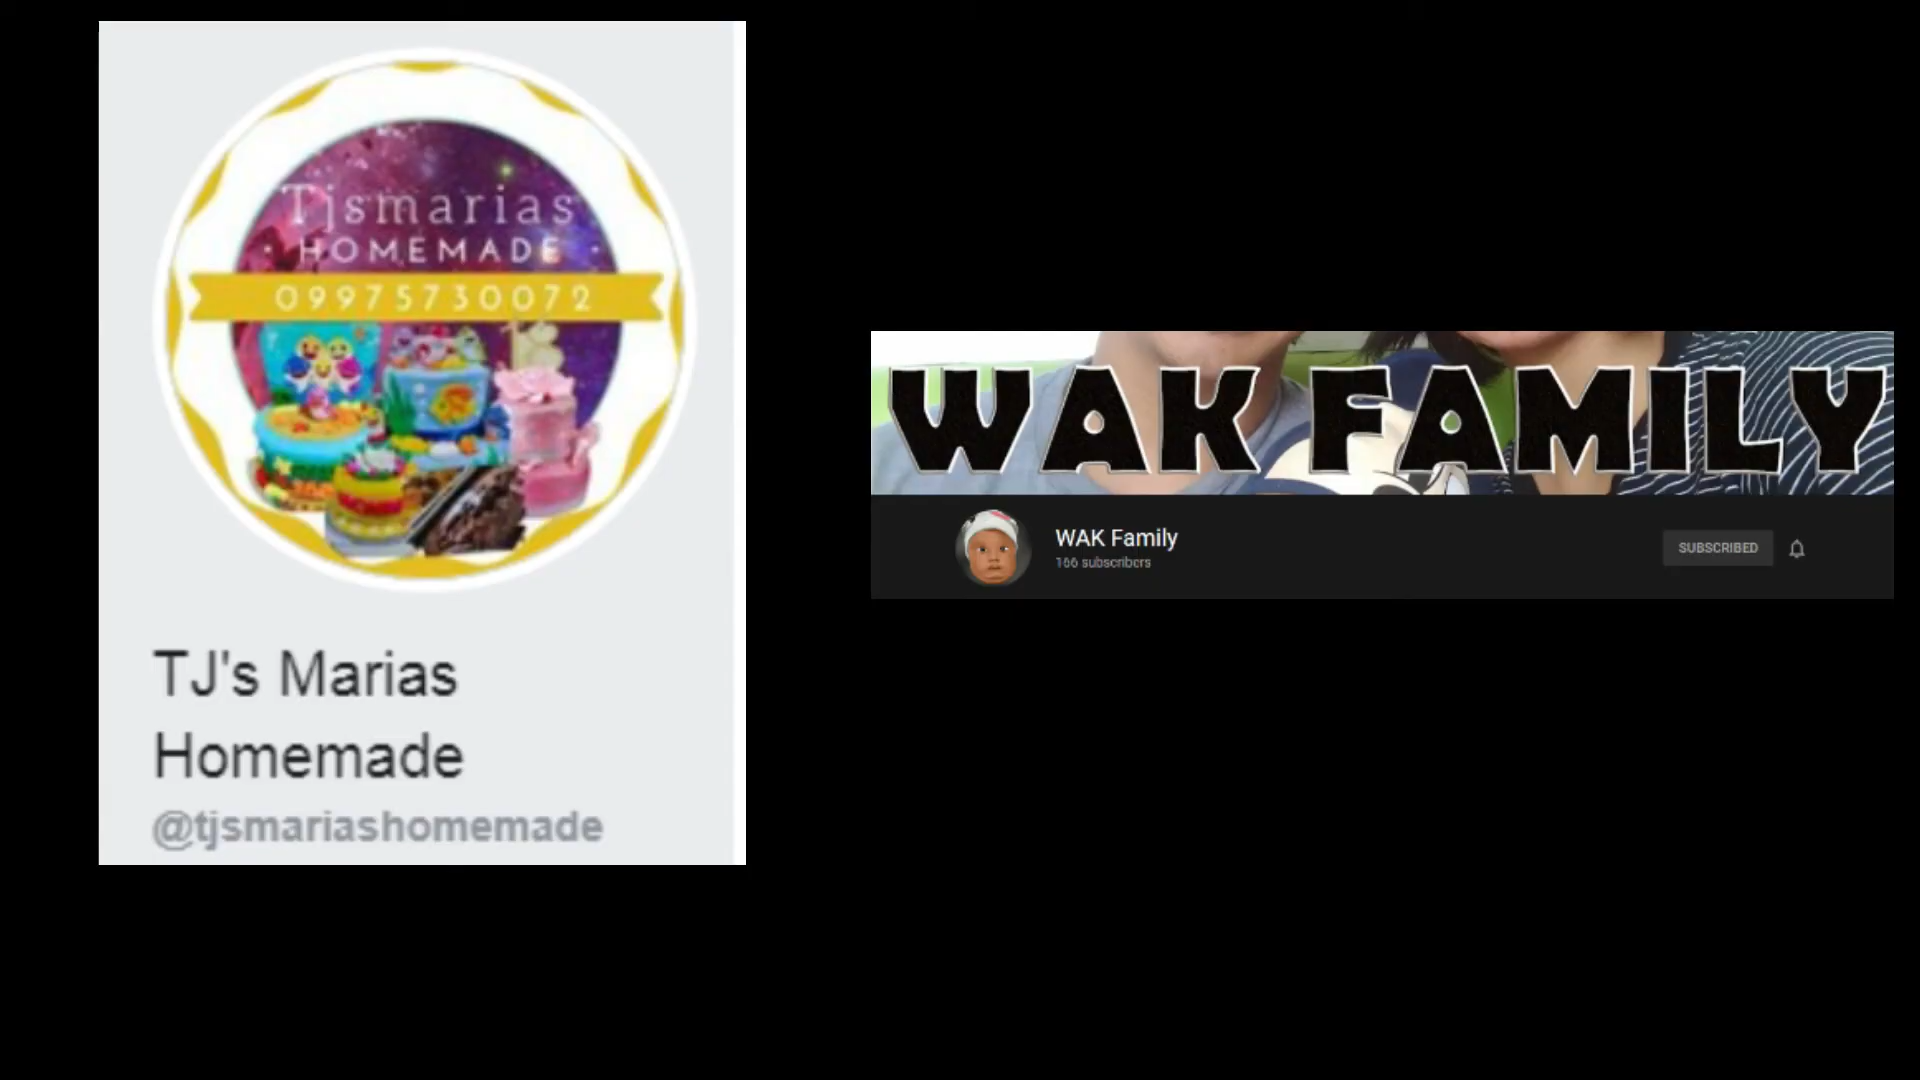 Tjsmarias
· HOMEMADE ·
09975730072
TJ's Marias
Homemade
@tjsmariashomemade
WAK FAMILY
WAK Family
166 subscribers
SUBSCRIBED